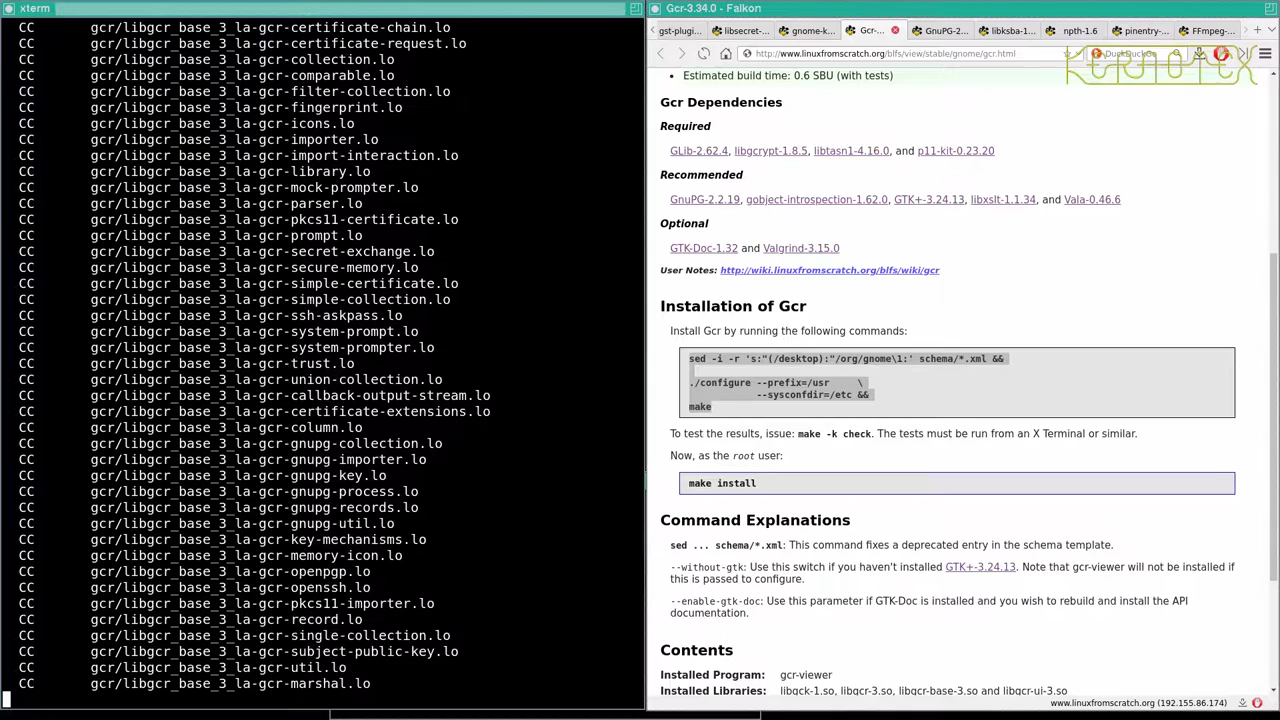 xterm
CC gcr/libgcr_base_3_la-gcr-certificate-chain.lo
CC gcr/libgcr_base_3_la-gcr-certificate-request.lo
CC gcr/libgcr_base_3_la-gcr-collection.lo
CC gcr/libgcr_base_3_la-gcr-comparable.lo
CC gcr/libgcr_base_3_la-gcr-filter-collection.lo
CC gcr/libgcr_base_3_la-gcr-fingerprint.lo
CC gcr/libgcr_base_3_la-gcr-icons.lo
CC gcr/libgcr_base_3_la-gcr-importer.lo
CC gcr/libgcr_base_3_la-gcr-import-interaction.lo
CC gcr/libgcr_base_3_la-gcr-library.lo
CC gcr/libgcr_base_3_la-gcr-mock-prompter.lo
CC gcr/libgcr_base_3_la-gcr-parser.lo
CC gcr/libgcr_base_3_la-gcr-pkcs11-certificate.lo
CC gcr/libgcr_base_3_la-gcr-prompt.lo
CC gcr/libgcr_base_3_la-gcr-secret-exchange.lo
CC gcr/libgcr_base_3_la-gcr-secure-memory.lo
CC gcr/libgcr_base_3_la-gcr-simple-certificate.lo
CC gcr/libgcr_base_3_la-gcr-simple-collection.lo
CC gcr/libgcr_base_3_la-gcr-ssh-askpass.lo
CC gcr/libgcr_base_3_la-gcr-system-prompt.lo
CC gcr/libgcr_base_3_la-gcr-system-prompter.lo
CC gcr/libgcr_base_3_la-gcr-trust.lo
CC gcr/libgcr_base_3_la-gcr-union-collection.lo
CC gcr/libgcr_base_3_la-gcr-callback-output-stream.lo
CC gcr/libgcr_base_3_la-gcr-certificate-extensions.lo
CC gcr/libgcr_base_3_la-gcr-column.lo
CC gcr/libgcr_base_3_la-gcr-gnupg-collection.lo
CC gcr/libgcr_base_3_la-gcr-gnupg-importer.lo
CC gcr/libgcr_base_3_la-gcr-gnupg-key.lo
CC gcr/libgcr_base_3_la-gcr-gnupg-process.lo
CC gcr/libgcr_base_3_la-gcr-gnupg-records.lo
CC gcr/libgcr_base_3_la-gcr-gnupg-util.lo
CC gcr/libgcr_base_3_la-gcr-key-mechanisms.lo
CC gcr/libgcr_base_3_la-gcr-memory-icon.lo
CC gcr/libgcr_base_3_la-gcr-openpgp.lo
CC gcr/libgcr_base_3_la-gcr-openssh.lo
CC gcr/libgcr_base_3_la-gcr-pkcs11-importer.lo
CC gcr/libgcr_base_3_la-gcr-record.lo
CC gcr/libgcr_base_3_la-gcr-single-collection.lo
CC gcr/libgcr_base_3_la-gcr-subject-public-key.lo
CC gcr/libgcr_base_3_la-gcr-util.lo
CC gcr/libgcr_base_3_la-gcr-marshal.lo
Gcr-3.34.0 - Falkon
gst-plugi... libsecret-... gnome-k... Gcr-... GnuPG-2... libksba-1... npth-1.6 pinentry-... FFmpeg-...
http://www.linuxfromscratch.org/blfs/view/stable/gnome/gcr.html DuckDuckGo
Estimated build time: 0.6 SBU (with tests)
Gcr Dependencies
Required
GLib-2.62.4, libgcrypt-1.8.5, libtasn1-4.16.0, and p11-kit-0.23.20
Recommended
GnuPG-2.2.19, gobject-introspection-1.62.0, GTK+-3.24.13, libxslt-1.1.34, and Vala-0.46.6
Optional
GTK-Doc-1.32 and Valgrind-3.15.0
User Notes: http://wiki.linuxfromscratch.org/blfs/wiki/gcr
Installation of Gcr
Install Gcr by running the following commands:
sed -i -r 's:"(/desktop):"/org/gnome\1:' schema/*.xml &&
./configure --prefix=/usr \
--sysconfdir=/etc &&
make
To test the results, issue: make -k check. The tests must be run from an X Terminal or similar.
Now, as the root user:
make install
Command Explanations
sed ... schema/*.xml: This command fixes a deprecated entry in the schema template.
--without-gtk: Use this switch if you haven't installed GTK+-3.24.13. Note that gcr-viewer will not be installed if
this is passed to configure.
--enable-gtk-doc: Use this parameter if GTK-Doc is installed and you wish to rebuild and install the API
documentation.
Contents
Installed Program: gcr-viewer
Installed Libraries: libgck-1.so, libgcr-3.so, libgcr-base-3.so and libgcr-ui-3.so
www.linuxfromscratch.org (192.155.86.174)